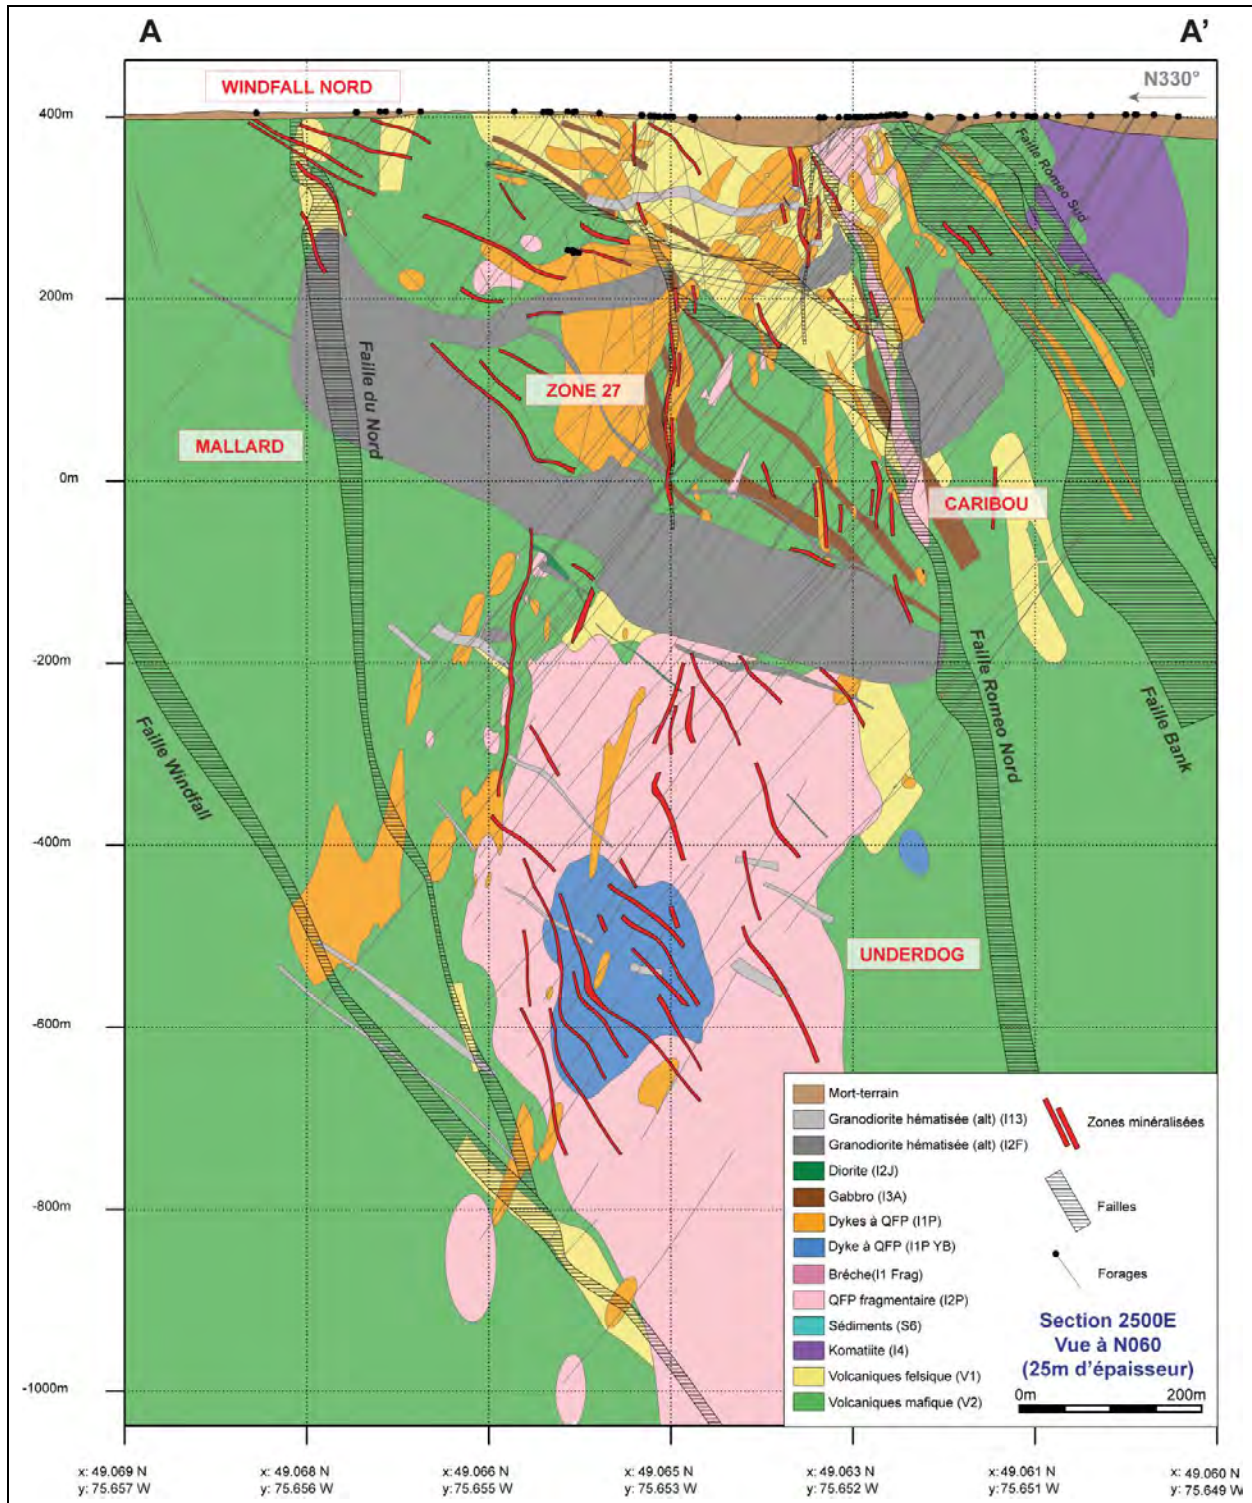 A
A'
WINDFALL NORD
N330°
400m
Faille Romeo Sud
200m
Faille du Nord
ZONE 27
MALLARD
0m
CARIBOU
-200m
Faille Windfall
Faille Romeo Nord
Faille Bank
-400m
UNDERDOG
-600m
-800m
-1000m
Mort-terrain
Granodiorite hématisée (alt) (I13)
Granodiorite hématisée (alt) (I2F)
Diorite (I2J)
Gabbro (I3A)
Dykes à QFP (I1P)
Dyke à QFP (I1P YB)
Bréche(I1 Frag)
QFP fragmentaire (I2P)
Sédiments (S6)
Komatiite (I4)
Volcaniques felsique (V1)
Volcaniques mafique (V2)
Zones minéralisées
Failles
Forages
Section 2500E
Vue à N060
(25m d'épaisseur)
0m 200m
x: 49.069 N x: 49.068 N x: 49.066 N x: 49.065 N x: 49.063 N x: 49.061 N x: 49.060 N
y: 75.657 W y: 75.656 W y: 75.655 W y: 75.653 W y: 75.652 W y: 75.651 W y: 75.649 W